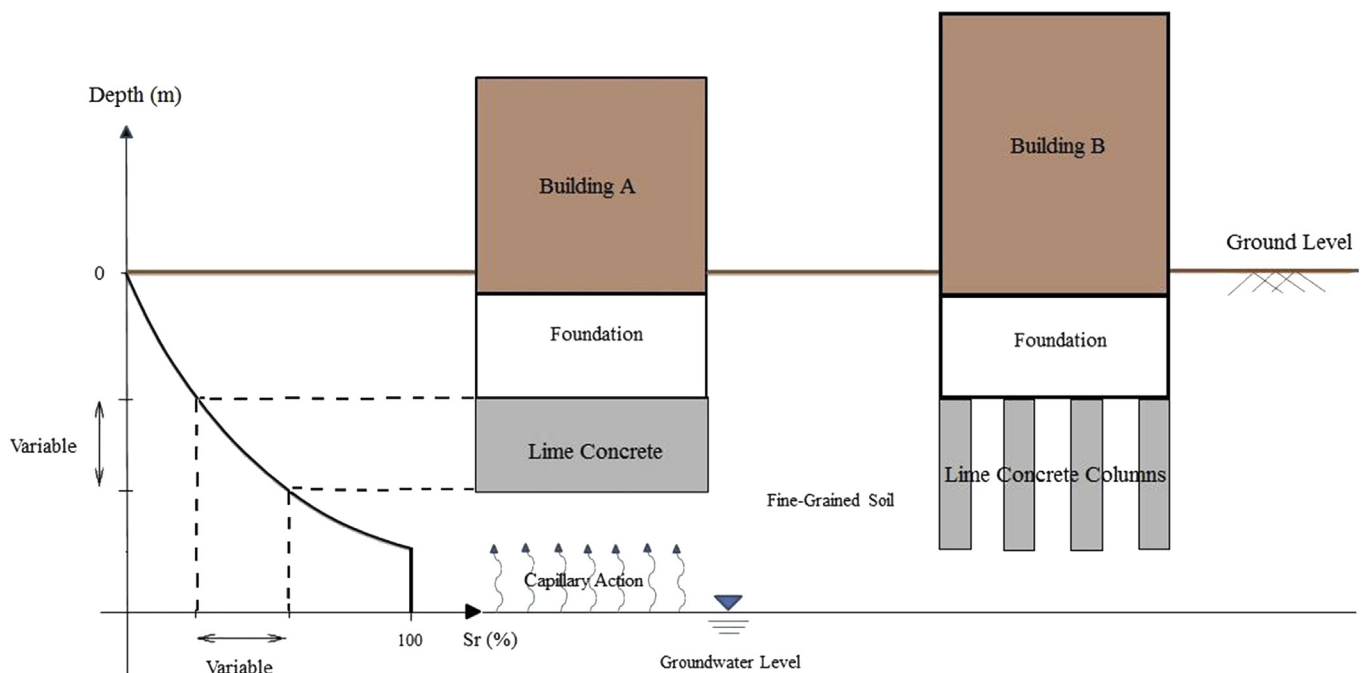 Depth (m)
Building A
Building B
Ground Level
0
Foundation
Foundation
Variable
Lime Concrete
Lime Concrete Columns
Fine-Grained Soil
Capillary Action
100
Sr (%)
Variable
Groundwater Level